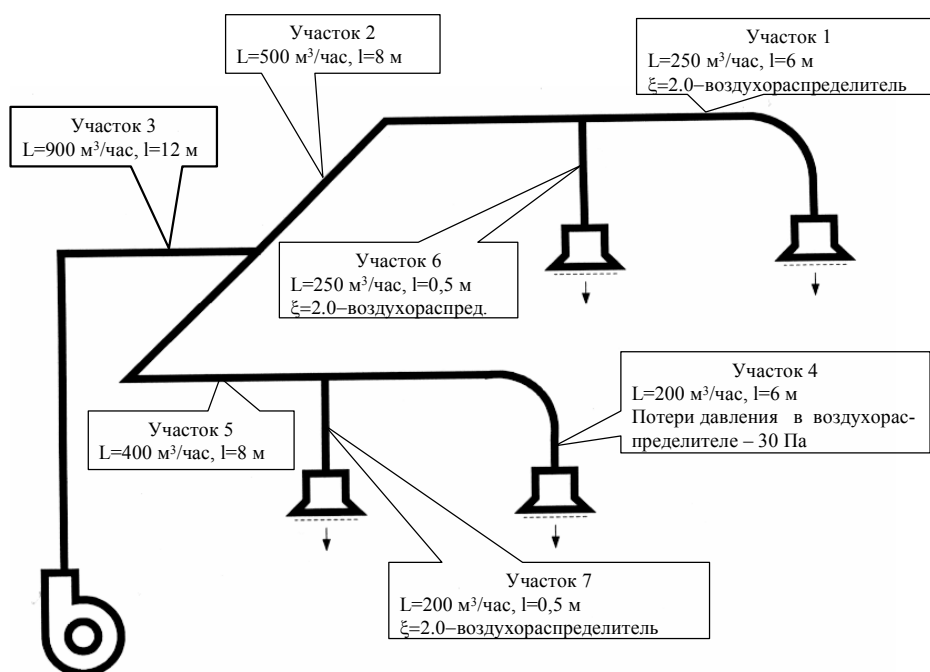 Участок 2
L=500 м³/час, l=8 м
Участок 1
L=250 м³/час, l=6 м
ξ=2.0−воздухораспределитель
Участок 3
L=900 м³/час, l=12 м
Участок 6
L=250 м³/час, l=0,5 м
ξ=2.0−воздухораспред.
Участок 4
L=200 м³/час, l=6 м
Потери давления в воздухорас-
пределителе – 30 Па
Участок 5
L=400 м³/час, l=8 м
Участок 7
L=200 м³/час, l=0,5 м
ξ=2.0−воздухораспределитель